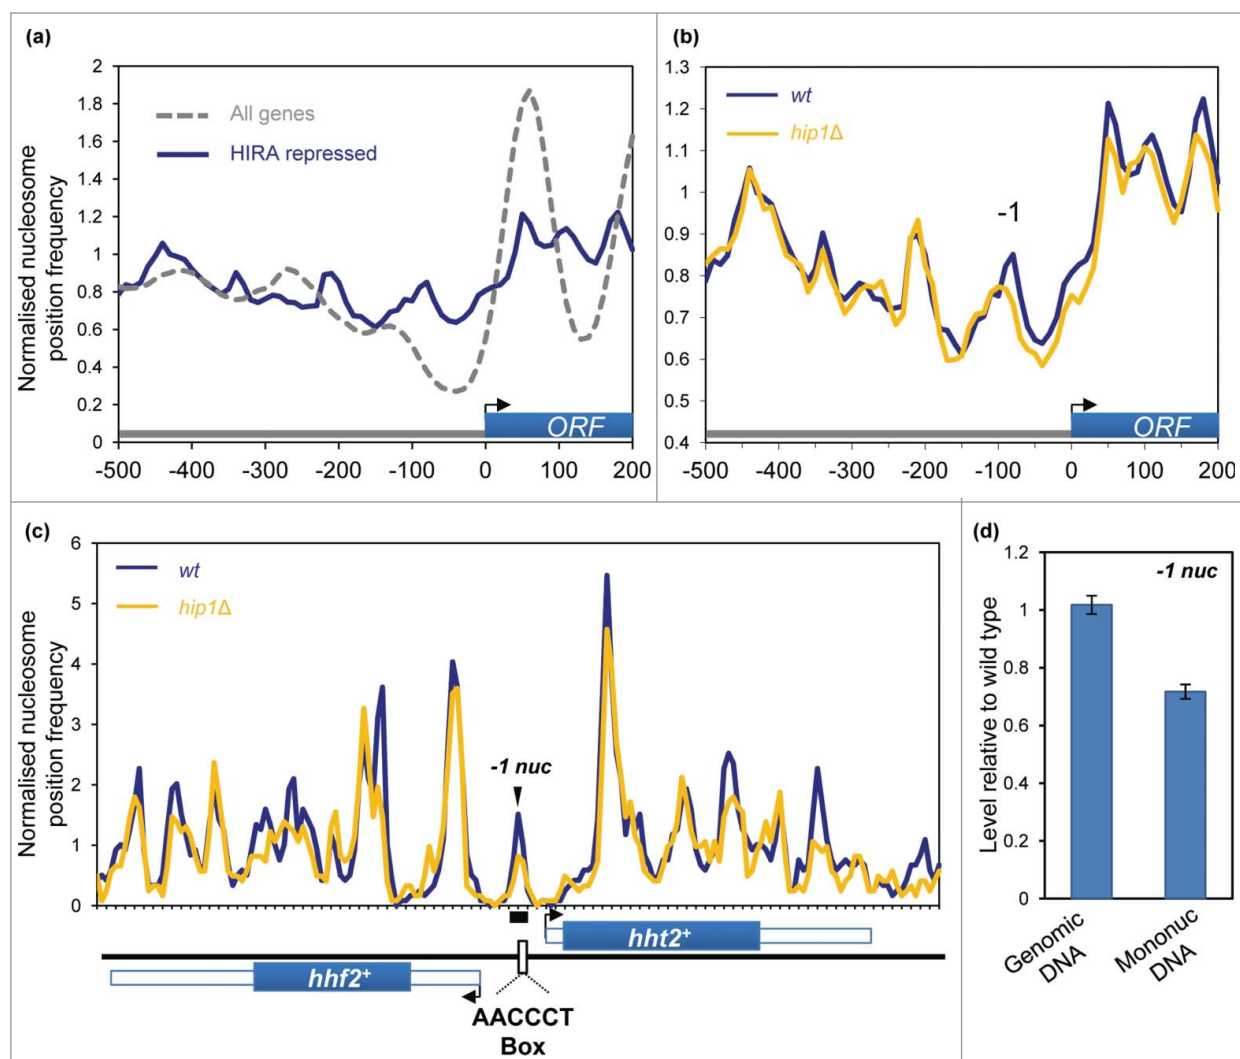 (a)
Normalised nucleosome
position frequency
2
1.8
1.6
1.4
1.2
1
0.8
0.6
0.4
0.2
0
All genes
HIRA repressed
ORF
-500 -400 -300 -200 -100 0 100 200
(b)
1.3
1.2
1.1
1
0.9
0.8
0.7
0.6
0.5
0.4
wt
hip1Δ
-1
ORF
-500 -400 -300 -200 -100 0 100 200
(c)
Normalised nucleosome
position frequency
6
5
4
3
2
1
0
wt
hip1Δ
-1 nuc
hht2+
hhf2+
AACCCT
Box
(d)
Level relative to wild type
1.2
1
0.8
0.6
0.4
0.2
0
-1 nuc
Genomic
DNA
Mononuc
DNA